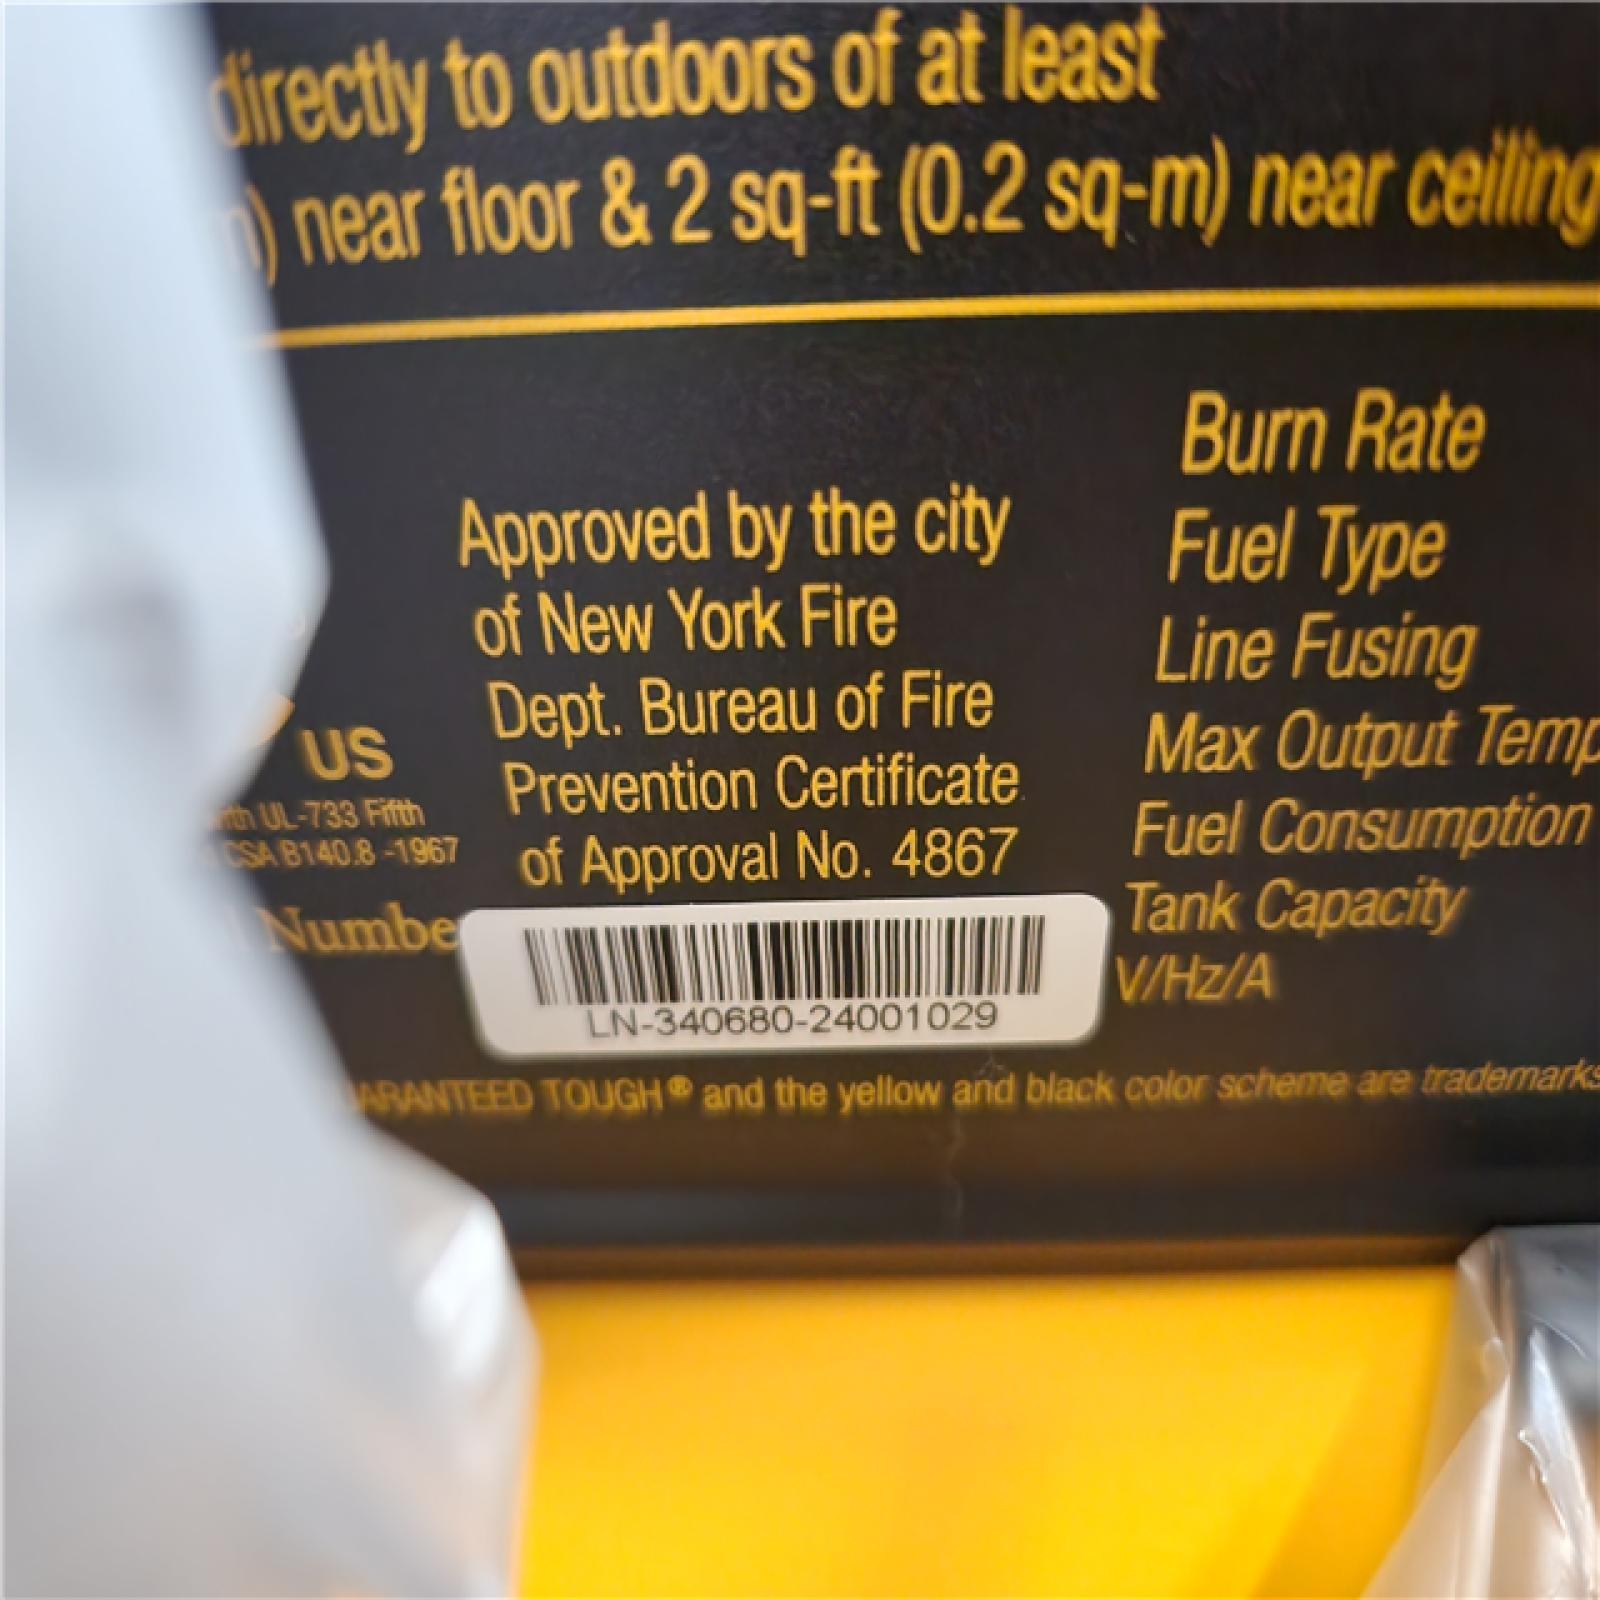 directly to outdoors of at least
) near floor & 2 sq-ft (0.2 sq-m) near ceiling
Burn Rate
Approved by the city
Fuel Type
of New York Fire
Line Fusing
Dept. Bureau of Fire
Max Output Temp
US
Prevention Certificate
Fuel Consumption
UL-733 Fifth
CSA B140.8 -1967
of Approval No. 4867
Tank Capacity
Numbe
V/Hz/A
LN-340680-24001029
ARANTEED TOUGH® and the yellow and black color scheme are trademarks